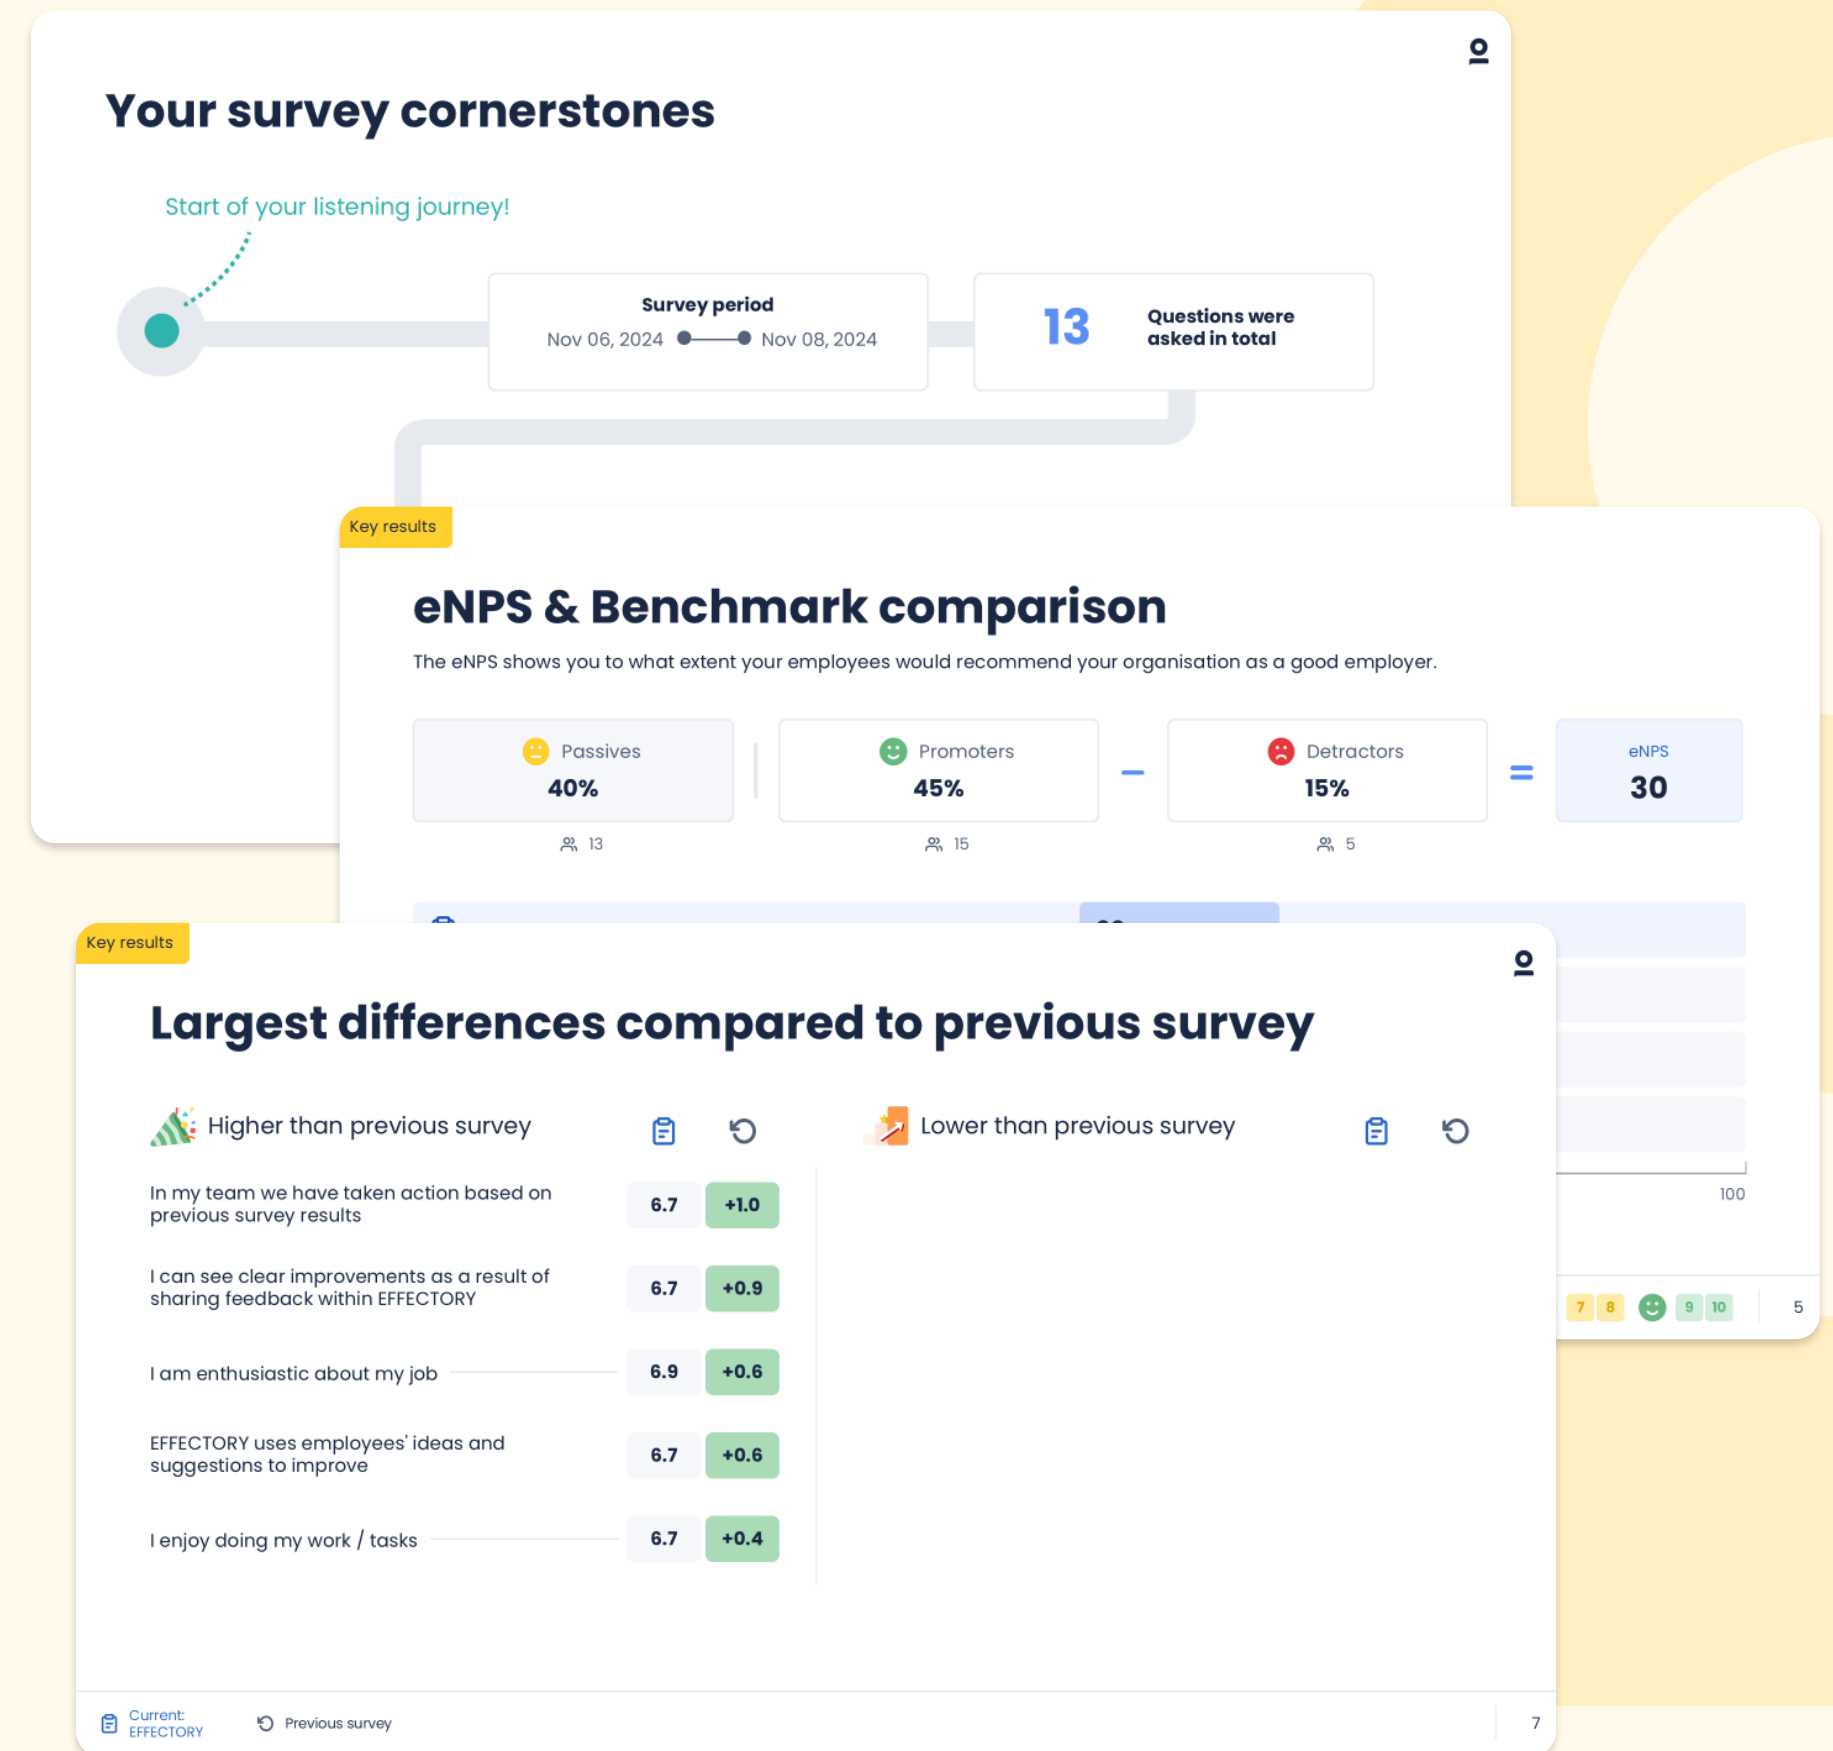 Your survey cornerstones
Start of your listening journey!
Survey period
Nov 06, 2024 Nov 08, 2024
13
Questions were
asked in total
Key results
eNPS & Benchmark comparison
The eNPS shows you to what extent your employees would recommend your organisation as a good employer.
Passives
40%
13
Promoters
45%
15
Detractors
15%
5
eNPS
30
100
7 8 9 10
5
Key results
Largest differences compared to previous survey
Higher than previous survey
In my team we have taken action based on
previous survey results
6.7 +1.0
I can see clear improvements as a result of
sharing feedback within EFFECTORY
6.7 +0.9
I am enthusiastic about my job 6.9 +0.6
EFFECTORY uses employees' ideas and
suggestions to improve
6.7 +0.6
I enjoy doing my work / tasks 6.7 +0.4
Lower than previous survey
Current:
EFFECTORY
Previous survey
7